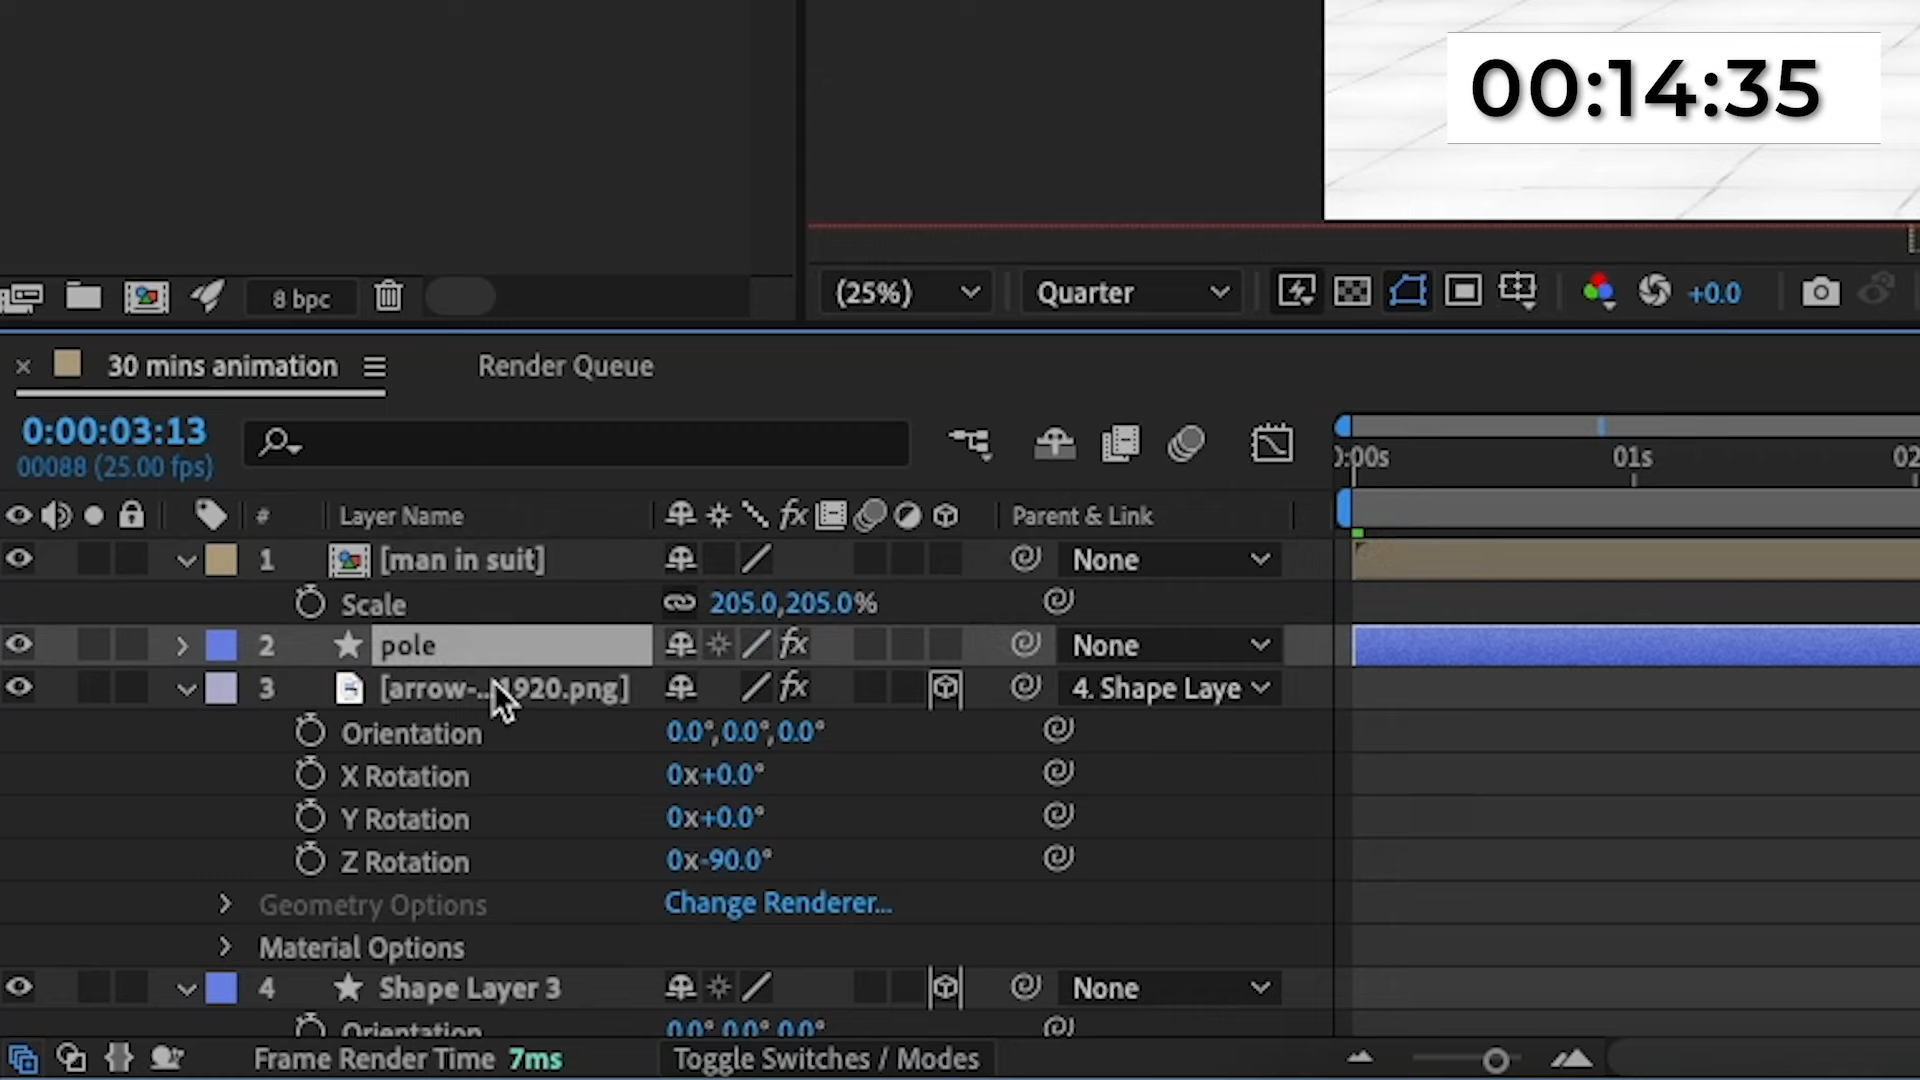 00:14:35
8 bpc
(25%)
Quarter
+0.0
30 mins animation
Render Queue
0:00:03:13
00088 (25.00 fps)
0:00s
01s
02
#
Layer Name
fx
Parent & Link
1
[man in suit]
None
Scale
205.0,205.0%
2
pole
fx
None
3
[arrow-...1920.png]
fx
4. Shape Laye
Orientation
0.0°,0.0°,0.0°
X Rotation
0x+0.0°
Y Rotation
0x+0.0°
Z Rotation
0x-90.0°
Geometry Options
Change Renderer...
Material Options
4
Shape Layer 3
None
Orientation
0.0°,0.0°,0.0°
Frame Render Time 7ms
Toggle Switches / Modes